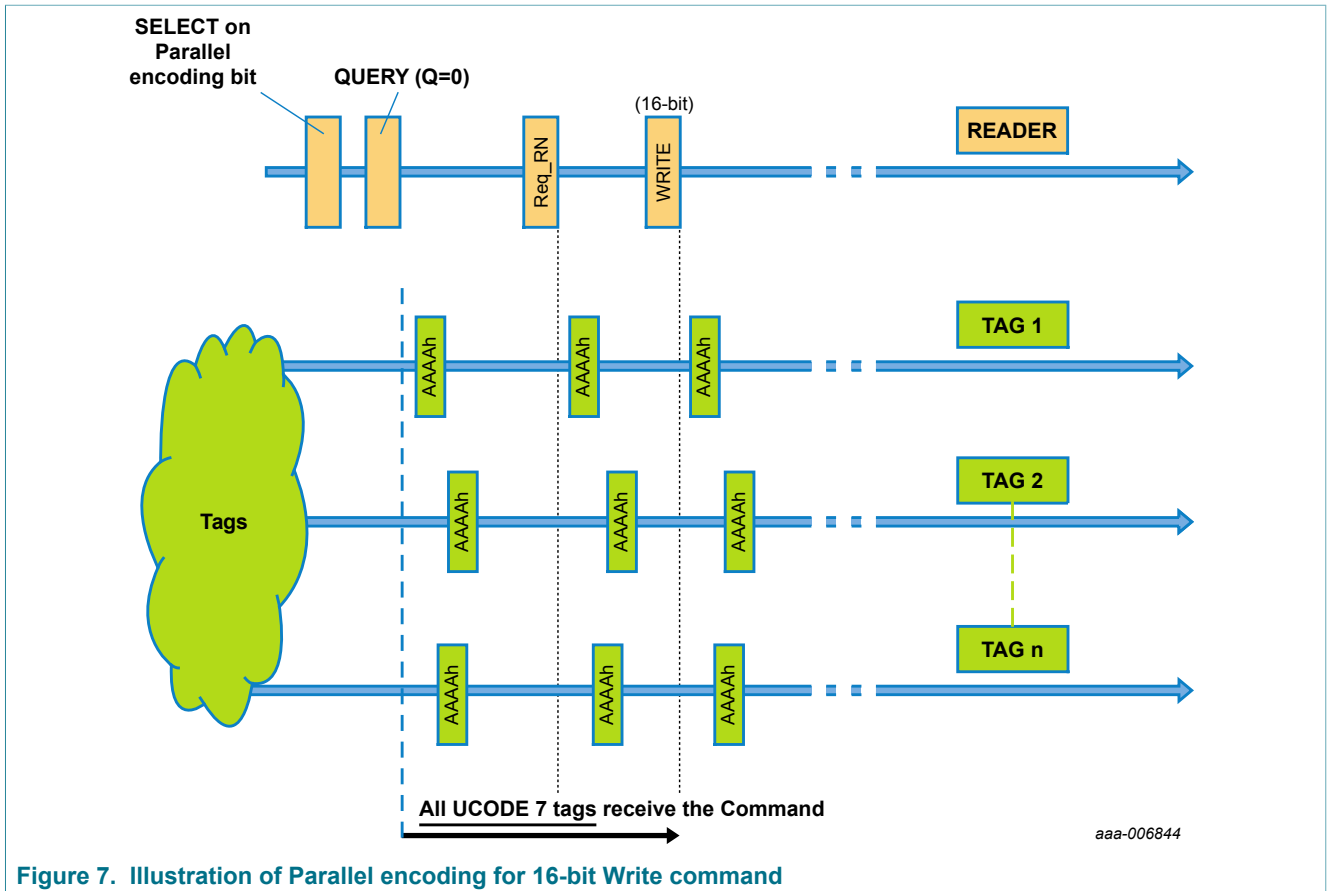 SELECT on
Parallel
encoding bit
QUERY (Q=0)
(16-bit)
READER
Req_RN
WRITE
TAG 1
AAAAh
AAAAh
AAAAh
TAG 2
Tags
AAAAh
AAAAh
AAAAh
TAG n
AAAAh
AAAAh
AAAAh
All UCODE 7 tags receive the Command
aaa-006844
Figure 7. Illustration of Parallel encoding for 16-bit Write command